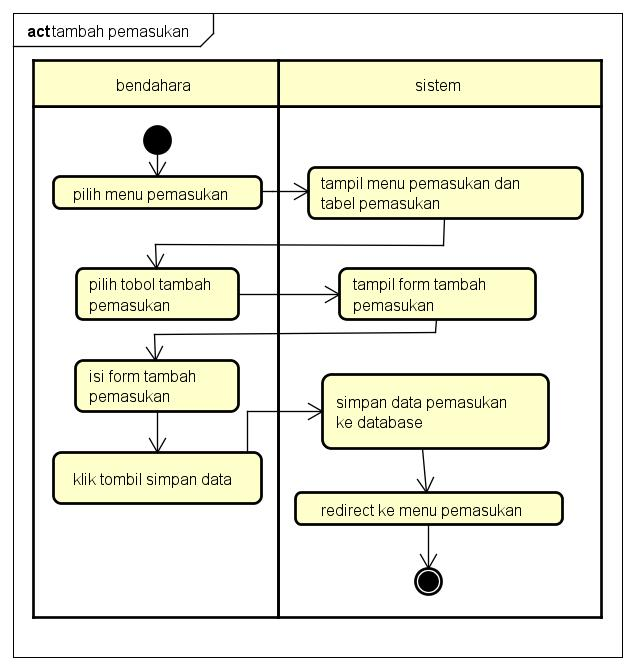 act tambah pemasukan
bendahara
sistem
pilih menu pemasukan
tampil menu pemasukan dan
tabel pemasukan
pilih tobol tambah
pemasukan
tampil form tambah
pemasukan
isi form tambah
pemasukan
klik tombil simpan data
simpan data pemasukan
ke database
redirect ke menu pemasukan